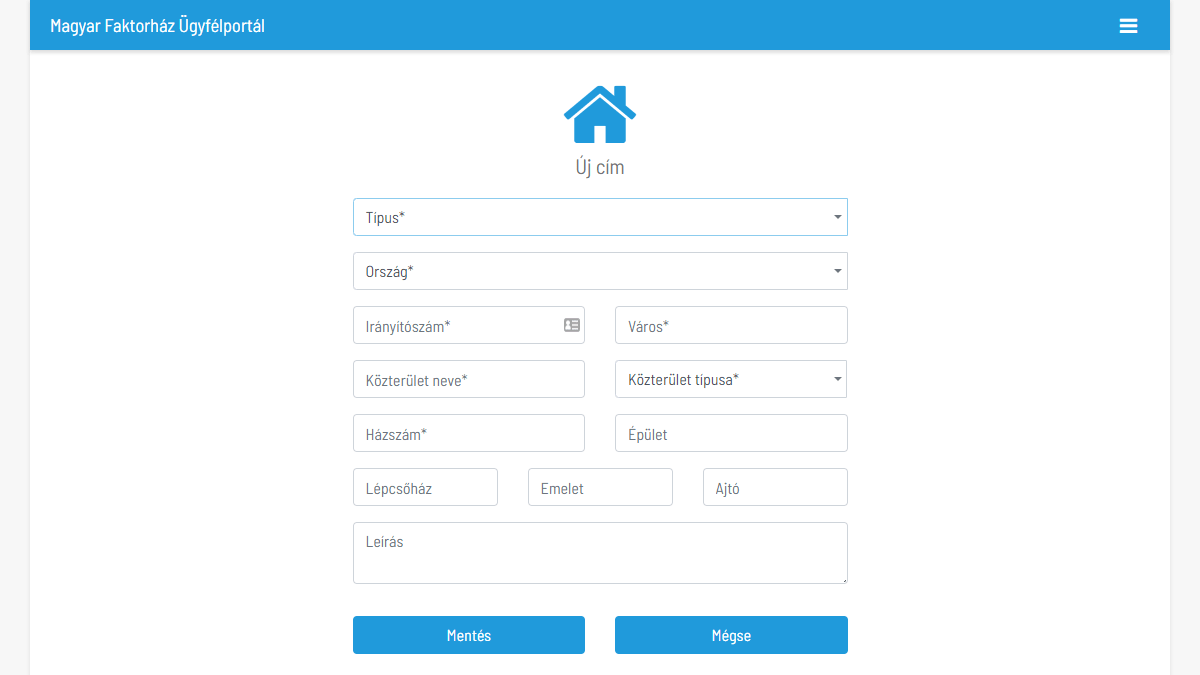 Magyar Faktorház Ügyfélportál
Új cím
Típus*
Ország*
Irányítószám*
Város*
Közterület neve*
Közterület típusa*
Házszám*
Épület
Lépcsőház
Emelet
Ajtó
Leírás
Mentés
Mégse